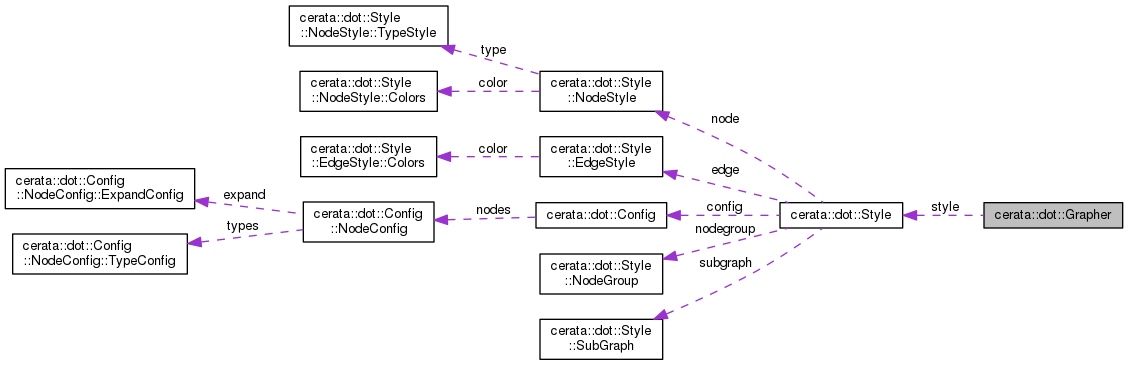 cerata::dot::Style
::NodeStyle::TypeStyle
type
cerata::dot::Style
::NodeStyle::Colors
color
cerata::dot::Style
::NodeStyle
node
cerata::dot::Style
::EdgeStyle::Colors
color
cerata::dot::Style
::EdgeStyle
edge
cerata::dot::Config
::NodeConfig::ExpandConfig
expand
cerata::dot::Config
::NodeConfig
nodes
cerata::dot::Config
config
cerata::dot::Style
style
cerata::dot::Grapher
types
cerata::dot::Config
::NodeConfig::TypeConfig
nodegroup
cerata::dot::Style
::NodeGroup
subgraph
cerata::dot::Style
::SubGraph